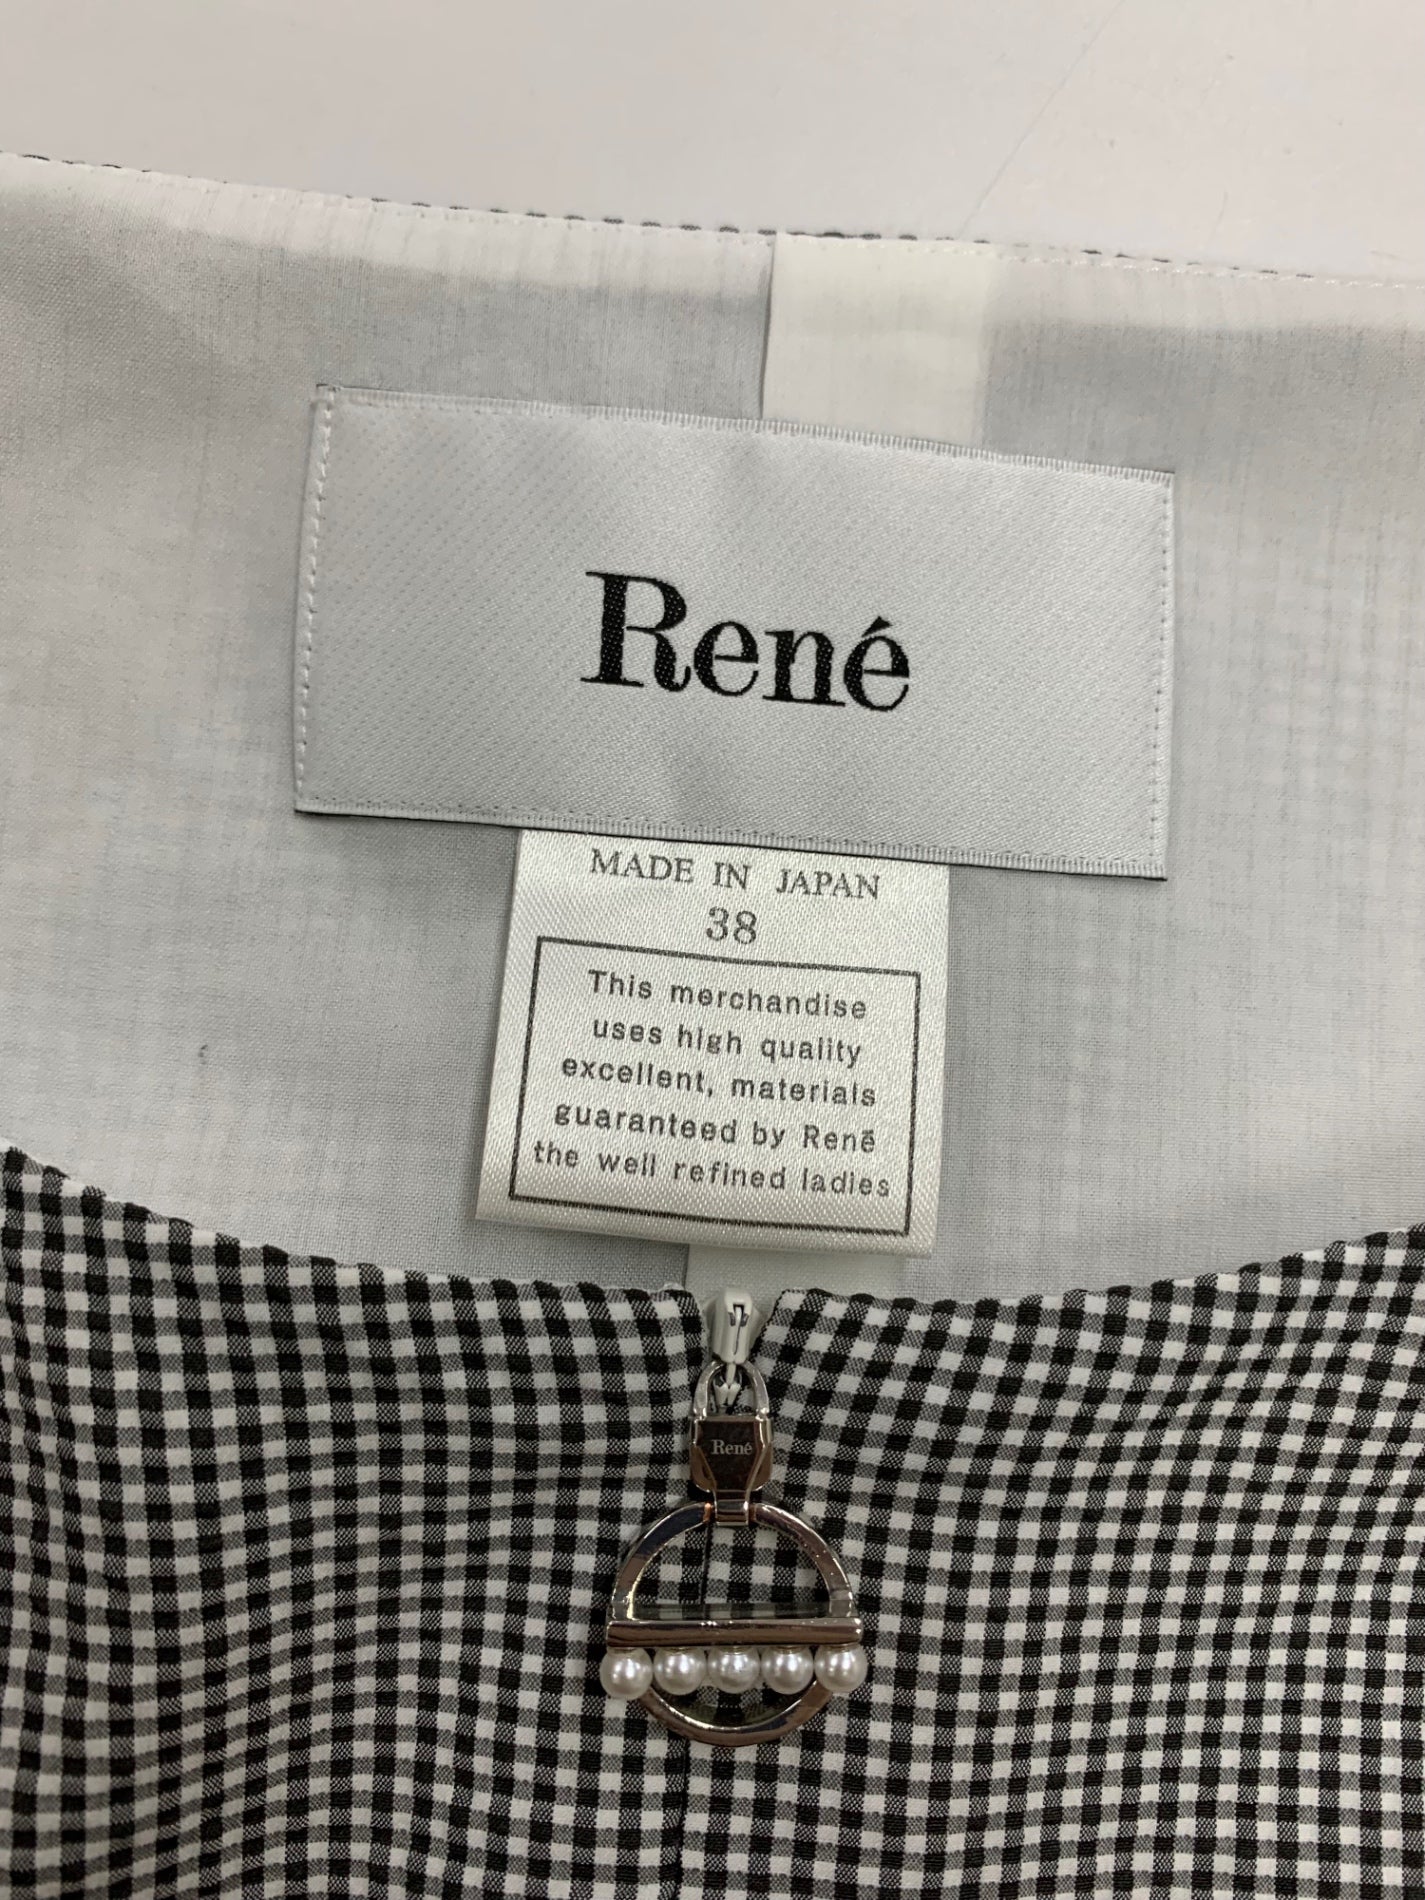 René
MADE IN JAPAN
38
This merchandise
uses high quality
excellent, materials
guaranteed by Renē
the well refined ladies
René